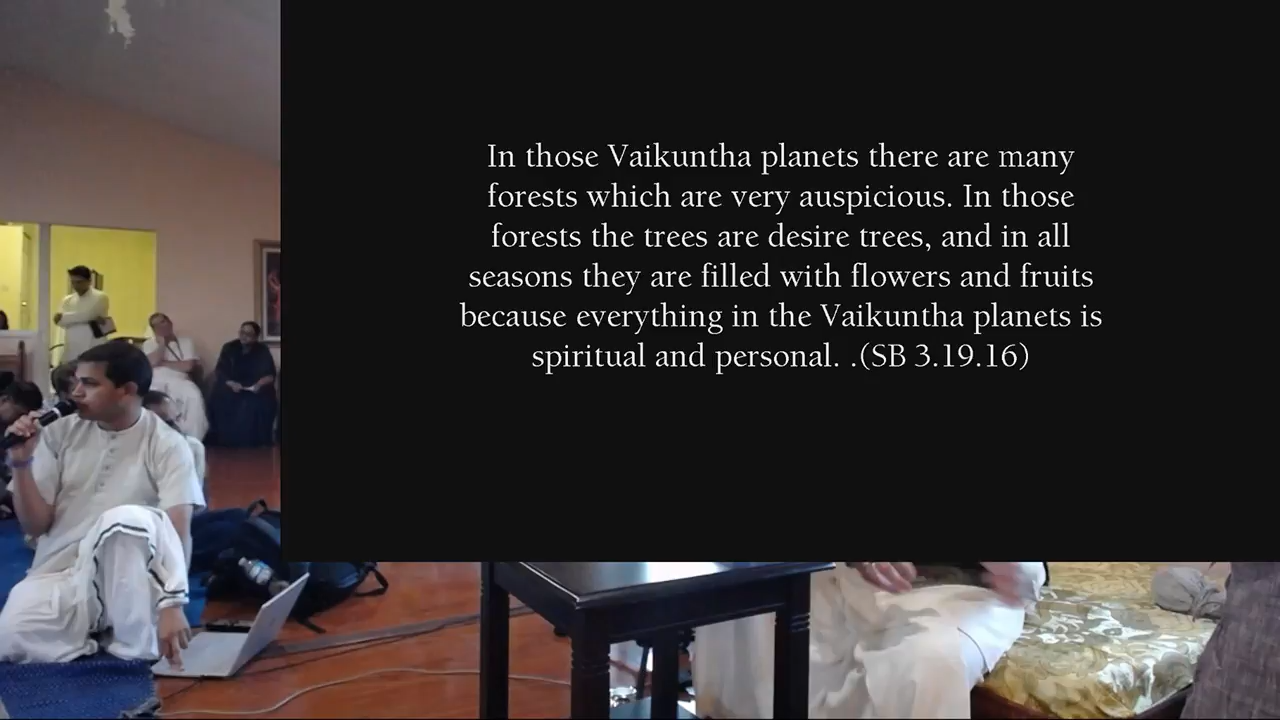 In those Vaikuntha planets there are many
forests which are very auspicious. In those
forests the trees are desire trees, and in all
seasons they are filled with flowers and fruits
because everything in the Vaikuntha planets is
spiritual and personal. .(SB 3.19.16)